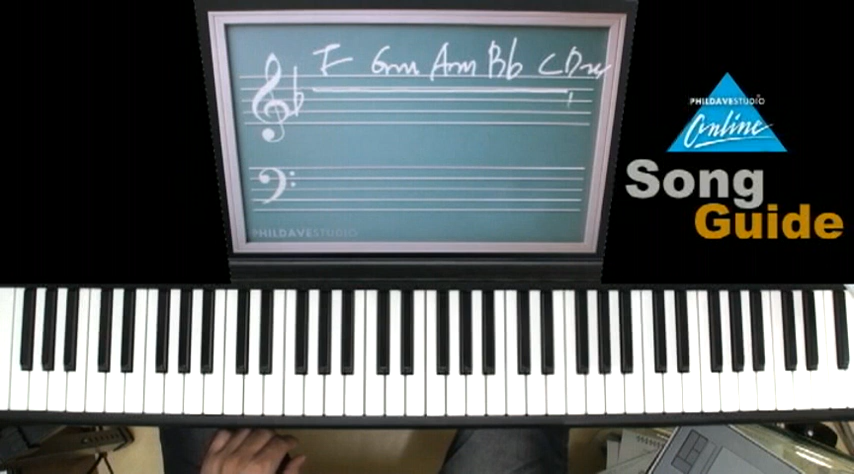 F Gm Am Bb C Dm
PHILDAVESTUDIO
Online
Song
Guide
PHILDAVESTUDIO